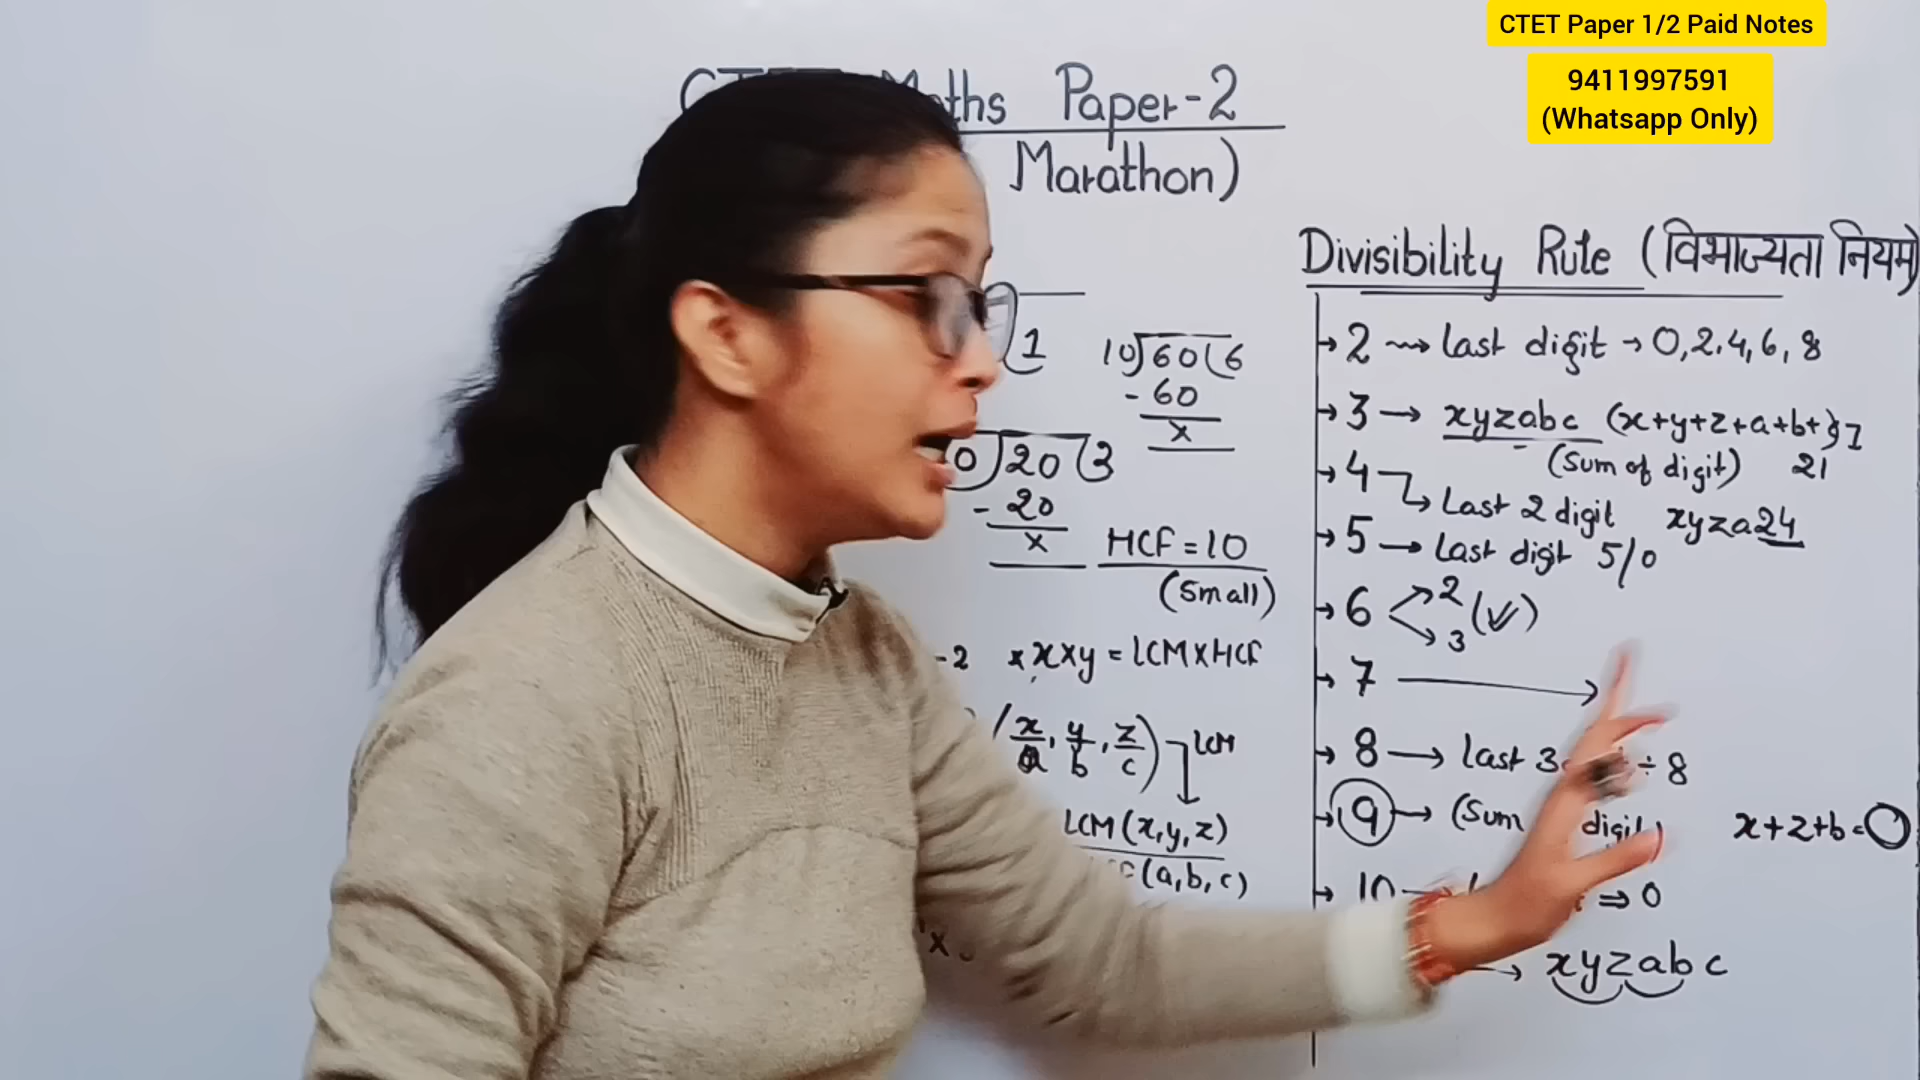 CTET Paper 1/2 Paid Notes
9411997591
(Whatsapp Only)
Maths Paper-2
Marathon)
1
10)60(6
- 60
x
0)20(3
- 20
x
HCF = 10
(Small)
-2 * x×y = LCM×HCF
(x/a, y/b, z/c) LCM
LCM(x,y,z)
(a,b,c)
Divisibility Rule (विभाज्यता नियम)
→ 2 → last digit → 0,2,4,6,8
→ 3 → xyzabc (x+y+z+a+b+
(Sum of digit) 21
→ 4 → Last 2 digit xyza24
→ 5 → Last digit 5/0
→ 6 2 3 (✓)
→ 7 →
→ 8 → last 3 ÷ 8
→ 9 → (Sum digit) x+z+b=0
→ 10 → ⇒ 0
→ xyzabc